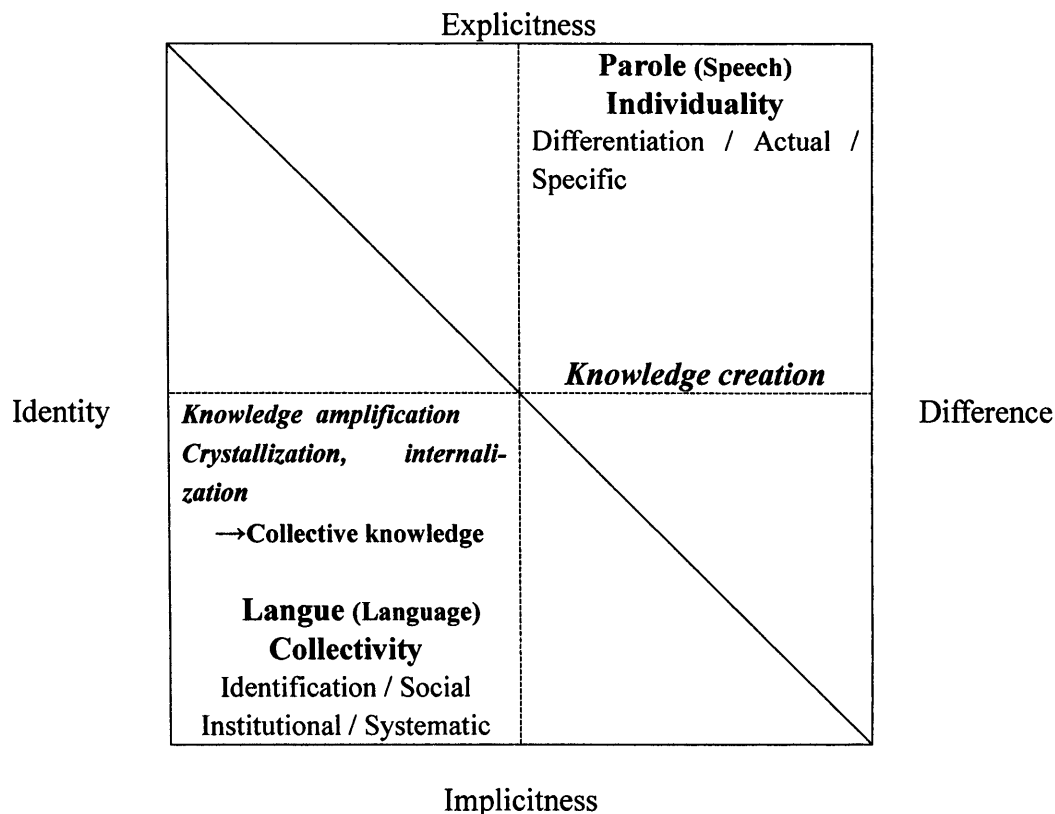 Explicitness
Parole (Speech)
Individuality
Differentiation / Actual /
Specific
Knowledge creation
Identity
Difference
Knowledge amplification
Crystallization, internali-
zation
→Collective knowledge
Langue (Language)
Collectivity
Identification / Social
Institutional / Systematic
Implicitness